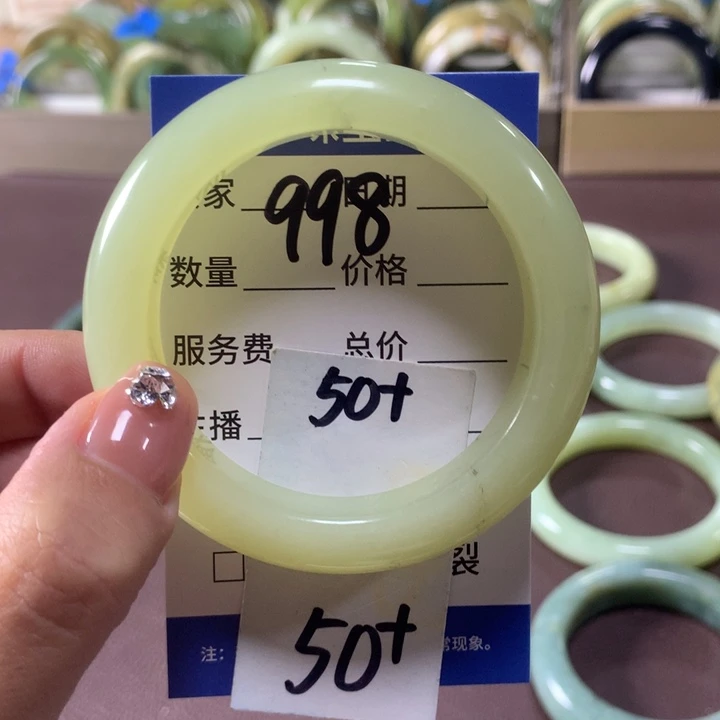 家 998 期
数量 价格
服务费 总价
50+
播
□ 裂
50+
注: 常现象。